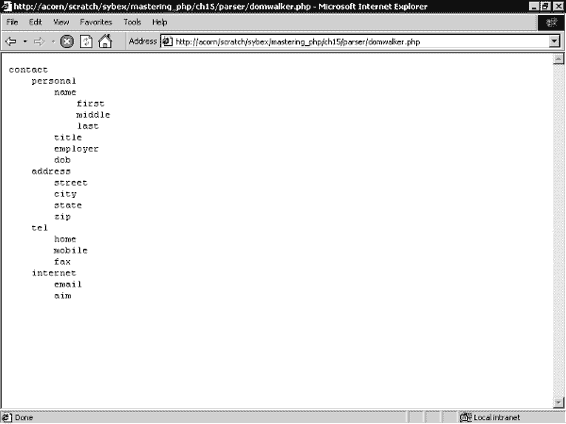 http://acorn/scratch/sybex/mastering_php/ch15/parser/domwalker.php - Microsoft Internet Explorer
File Edit View Favorites Tools Help
Address http://acorn/scratch/sybex/mastering_php/ch15/parser/domwalker.php
contact
    personal
        name
            first
            middle
            last
        title
        employer
        dob
    address
        street
        city
        state
        zip
    tel
        home
        mobile
        fax
    internet
        email
        aim
Done Local intranet